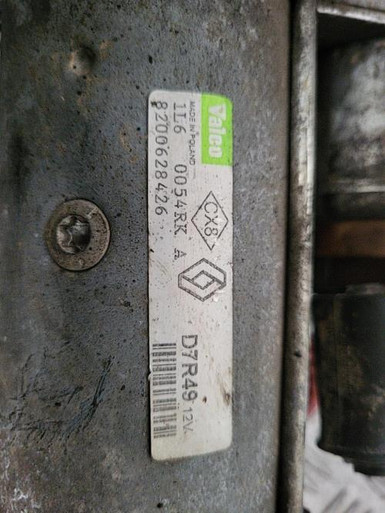 Valeo
MADE IN POLAND
1L6 0054RK A
8200628426
CX8
D7R49 12V